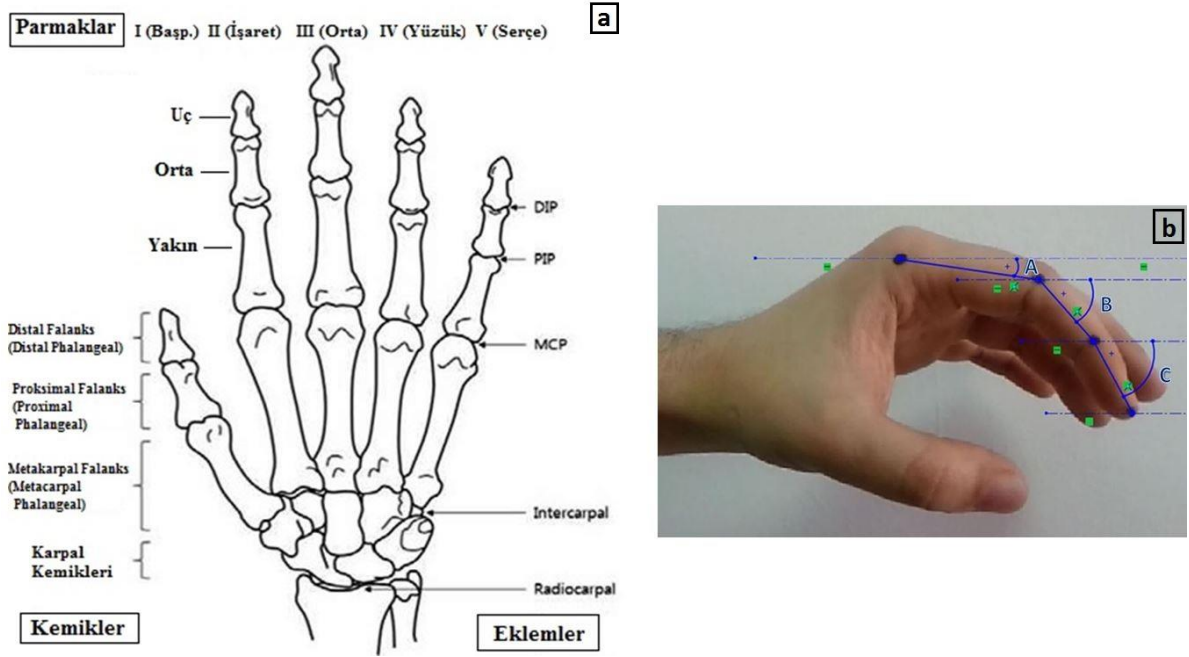 Parmaklar I (Başp.) II (İşaret) III (Orta) IV (Yüzük) V (Serçe)
a
Uç
Orta
Yakın
DIP
PIP
MCP
Distal Falanks
(Distal Phalangeal)
Proksimal Falanks
(Proximal
Phalangeal)
Metakarpal Falanks
(Metacarpal
Phalangeal)
Karpal
Kemikleri
Intercarpal
Radiocarpal
Kemikler
Eklemler
b
A
B
C